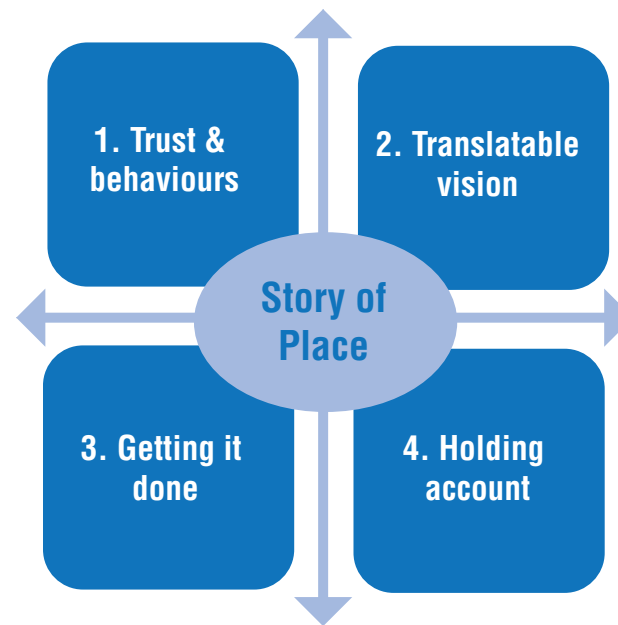 1. Trust &
behaviours
2. Translatable
vision
Story of
Place
3. Getting it
done
4. Holding
account